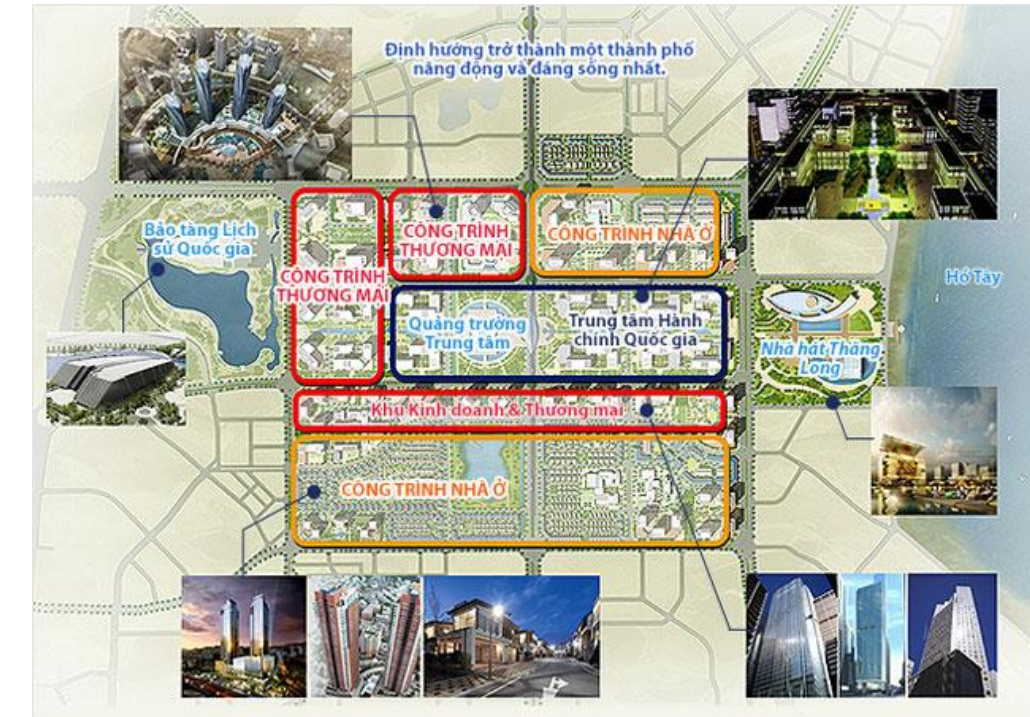 Định hướng trở thành một thành phố
năng động và đáng sống nhất.
Bảo tàng Lịch
sử Quốc gia
CÔNG TRÌNH
THƯƠNG MẠI
CÔNG TRÌNH
THƯƠNG MẠI
CÔNG TRÌNH NHÀ Ở
Hồ Tây
Quảng trường
Trung tâm
Trung tâm Hành
chính Quốc gia
Nhà hát Thăng
Long
Khu Kinh doanh & Thương mại
CÔNG TRÌNH NHÀ Ở